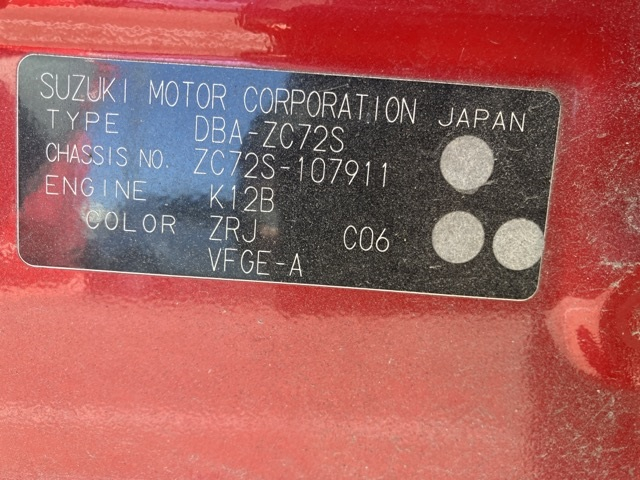 SUZUKI MOTOR CORPORATION JAPAN
TYPE DBA-ZC72S
CHASSIS NO. ZC72S-107911
ENGINE K12B
COLOR ZRJ C06
VFGE-A